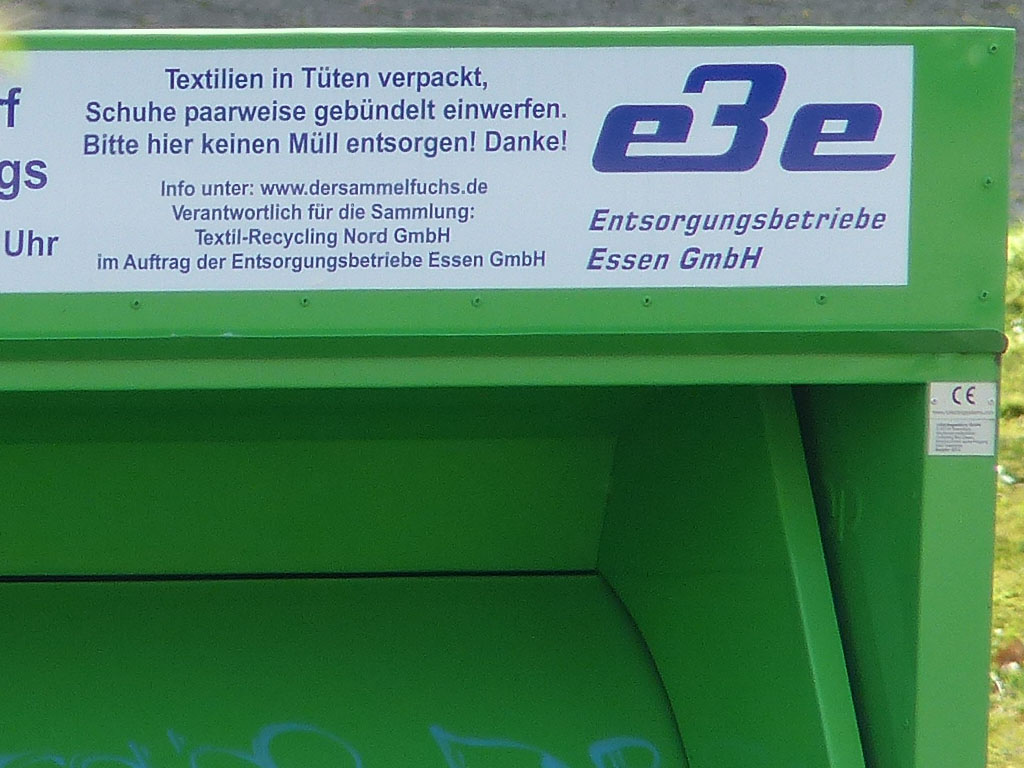 f
gs
Uhr
Textilien in Tüten verpackt,
Schuhe paarweise gebündelt einwerfen.
Bitte hier keinen Müll entsorgen! Danke!
Info unter: www.dersammelfuchs.de
Verantwortlich für die Sammlung:
Textil-Recycling Nord GmbH
im Auftrag der Entsorgungsbetriebe Essen GmbH
e3e
Entsorgungsbetriebe
Essen GmbH
CE